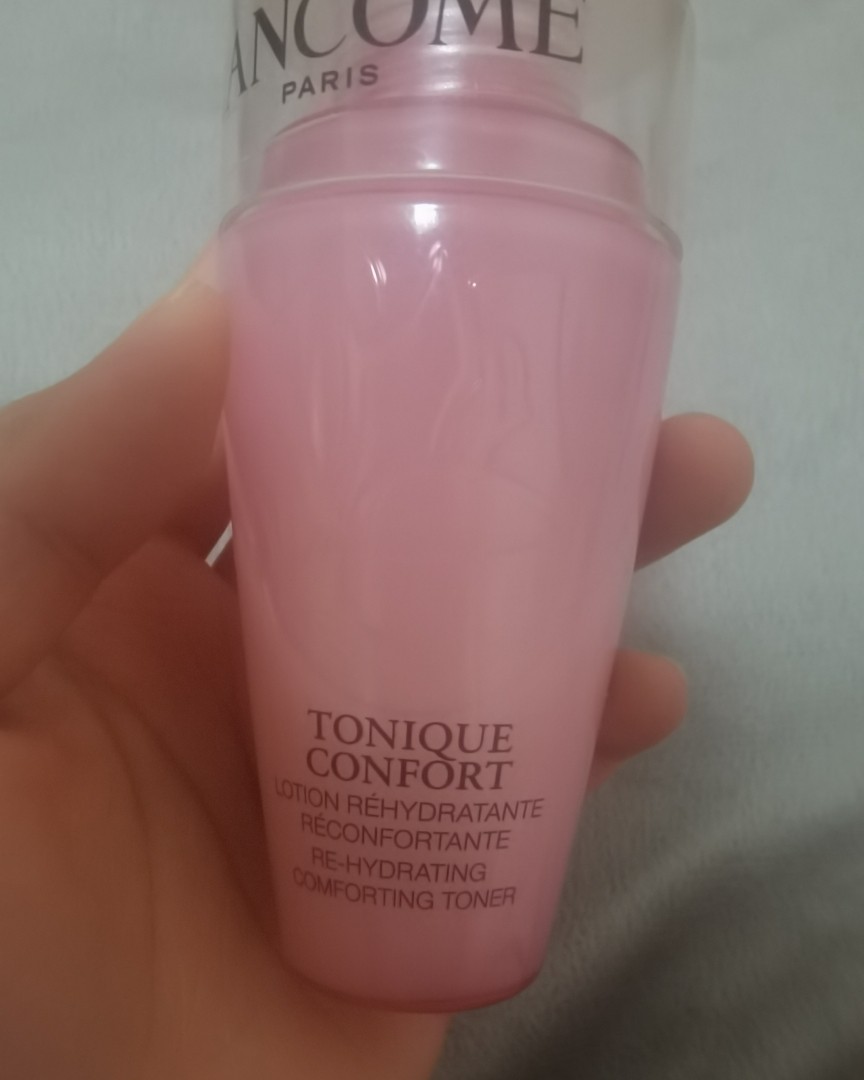 ANCOME
PARIS
TONIQUE
CONFORT
LOTION RÉHYDRATANTE
RÉCONFORTANTE
RE-HYDRATING
COMFORTING TONER